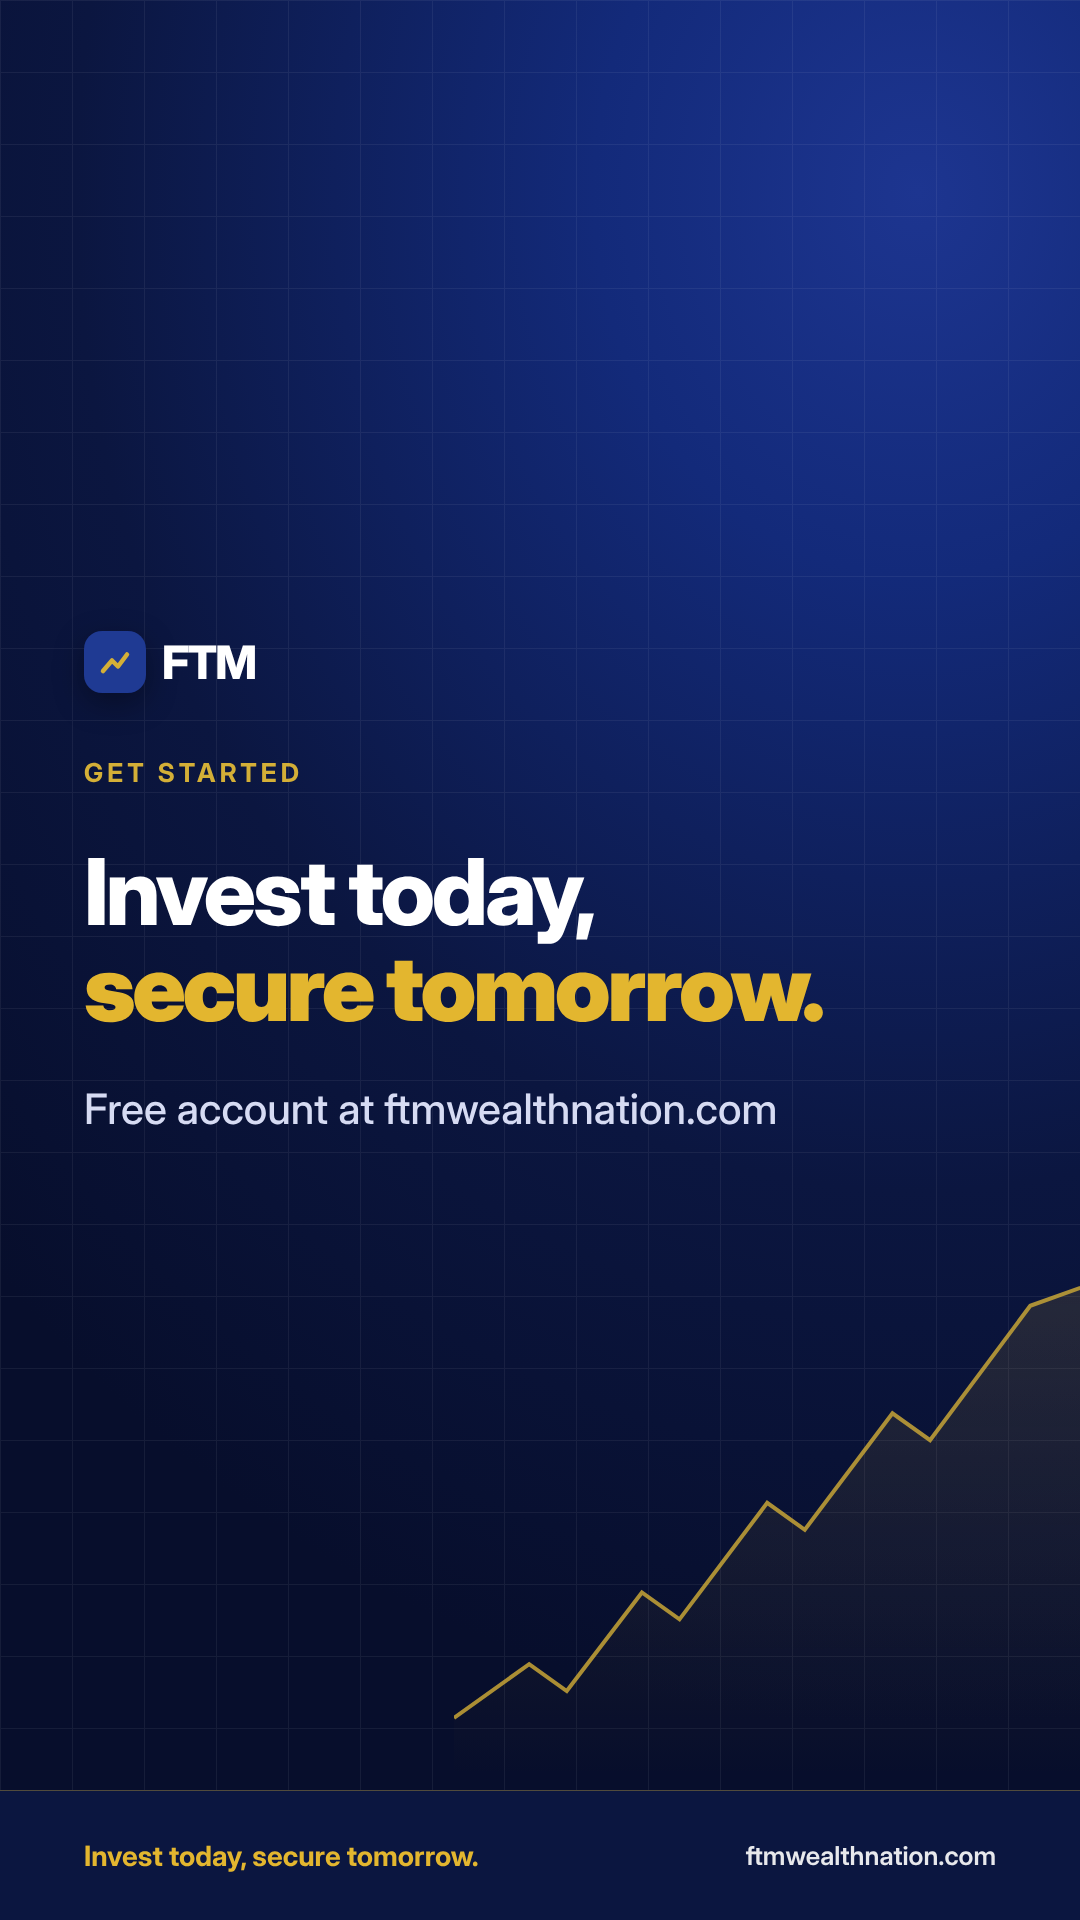 FTM
GET STARTED
Invest today,
secure tomorrow.
Free account at ftmwealthnation.com
Invest today, secure tomorrow.
ftmwealthnation.com